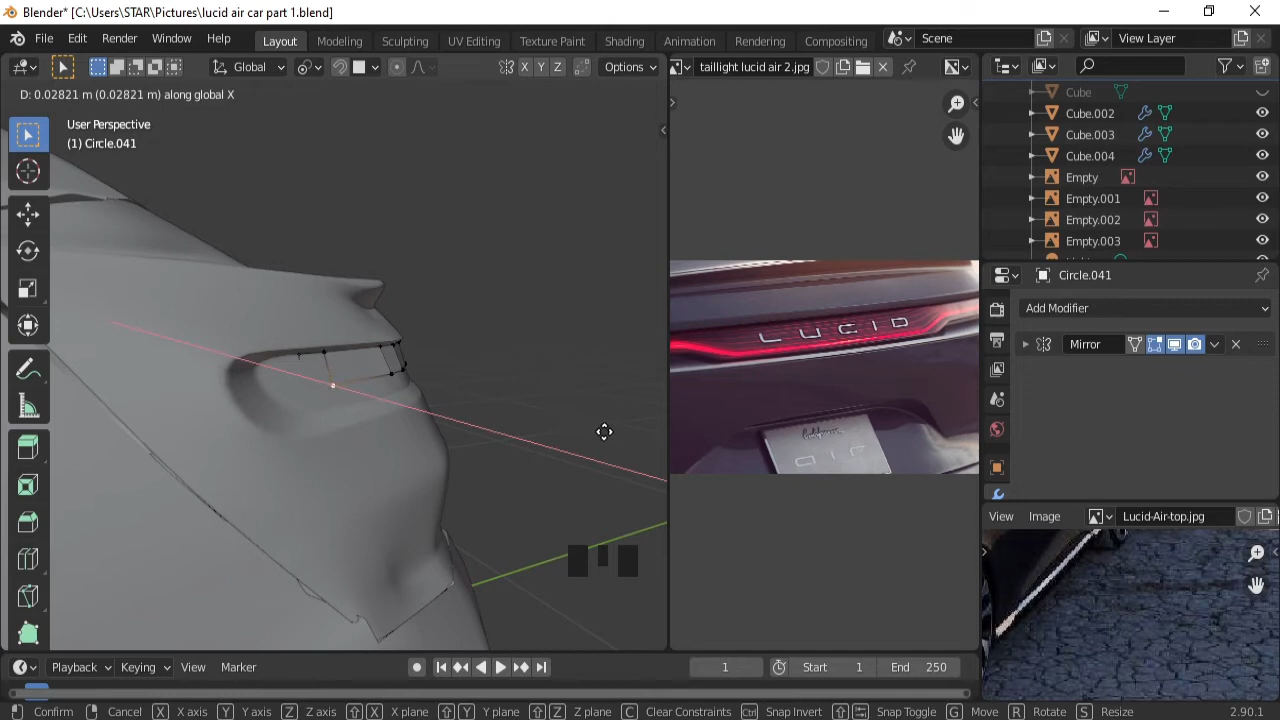 Blender* [C:\Users\STAR\Pictures\lucid air car part 1.blend]
File Edit Render Window Help
Layout Modeling Sculpting UV Editing Texture Paint Shading Animation Rendering Compositing
Scene
View Layer
Global
X Y Z
Options
taillight lucid air 2.jpg
D: 0.02821 m (0.02821 m) along global X
User Perspective
(1) Circle.041
LUCID
Cube
Cube.002
Cube.003
Cube.004
Empty
Empty.001
Empty.002
Empty.003
Circle.041
Add Modifier
Mirror
View Image Lucid-Air-top.jpg
Playback Keying View Marker
1 Start 1 End 250
Confirm Cancel X X axis Y Y axis Z Z axis X X plane Y Y plane Z Z plane C Clear Constraints Ctrl Snap Invert Snap Toggle G Move R Rotate S Resize 2.90.1